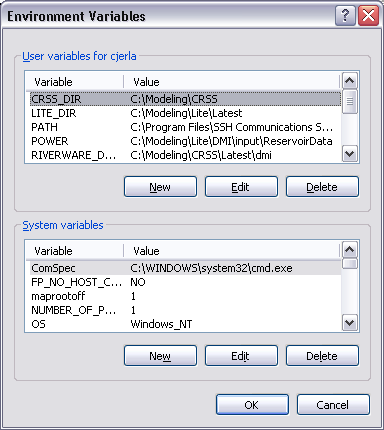 Environment Variables
User variables for cjerla
Variable Value
CRSS_DIR C:\Modeling\CRSS
LITE_DIR C:\Modeling\Lite\Latest
PATH C:\Program Files\SSH Communications S...
POWER C:\Modeling\Lite\DMI\input\ReservoirData
RIVERWARE_D... C:\Modeling\CRSS\Latest\dmi
New Edit Delete
System variables
Variable Value
ComSpec C:\WINDOWS\system32\cmd.exe
FP_NO_HOST_C... NO
maprootoff 1
NUMBER_OF_P... 1
OS Windows_NT
New Edit Delete
OK Cancel